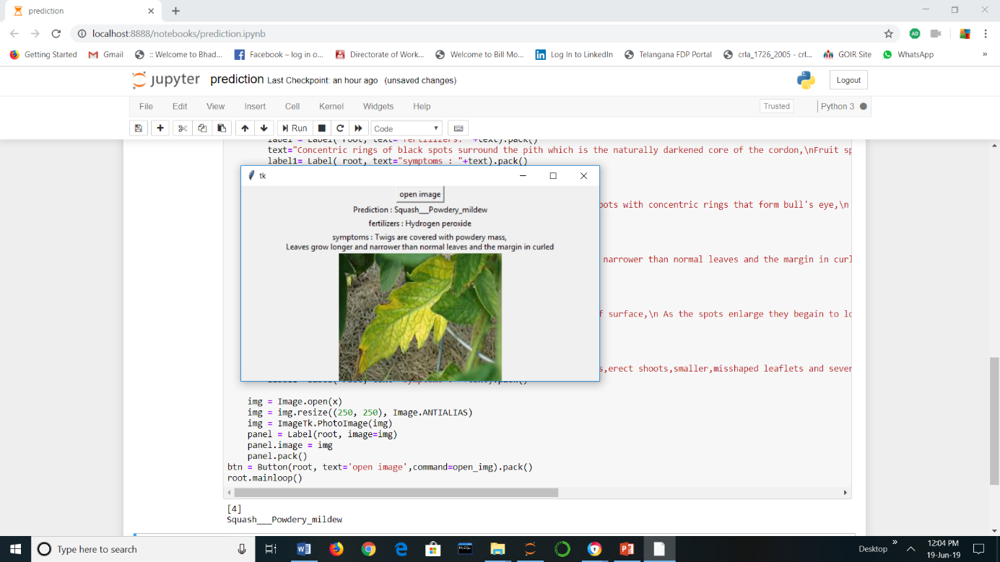 prediction
localhost:8888/notebooks/prediction.ipynb
AD
Getting Started Gmail :: Welcome to Bhad... Facebook – log in o... Directorate of Work... Welcome to Bill Mo... Log In to LinkedIn Telangana FDP Portal crla_1726_2005 - crl... GOIR Site WhatsApp »
jupyter prediction Last Checkpoint: an hour ago (unsaved changes) Logout
File Edit View Insert Cell Kernel Widgets Help Trusted Python 3
Run Code
label = Label( root, text="fertilizers: "+text).pack()
text="Concentric rings of black spots surround the pith which is the naturally darkened core of the cordon,\nFruit sp
label1= Label( root, text="symptoms : "+text).pack()
tk
open image
Prediction : Squash___Powdery_mildew
ots with concentric rings that form bull's eye,\n
fertilizers : Hydrogen peroxide
symptoms : Twigs are covered with powdery mass,
Leaves grow longer and narrower than normal leaves and the margin in curled
narrower than normal leaves and the margin in curl
f surface,\n As the spots enlarge they begain to lo
s,erect shoots,smaller,misshaped leaflets and sever
img = Image.open(x)
img = img.resize((250, 250), Image.ANTIALIAS)
img = ImageTk.PhotoImage(img)
panel = Label(root, image=img)
panel.image = img
panel.pack()
btn = Button(root, text='open image',command=open_img).pack()
root.mainloop()
[4]
Squash___Powdery_mildew
Type here to search
Desktop »
12:04 PM
19-Jun-19